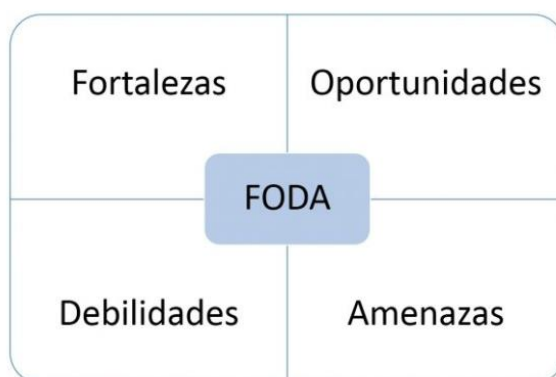 Fortalezas
Oportunidades
FODA
Debilidades
Amenazas